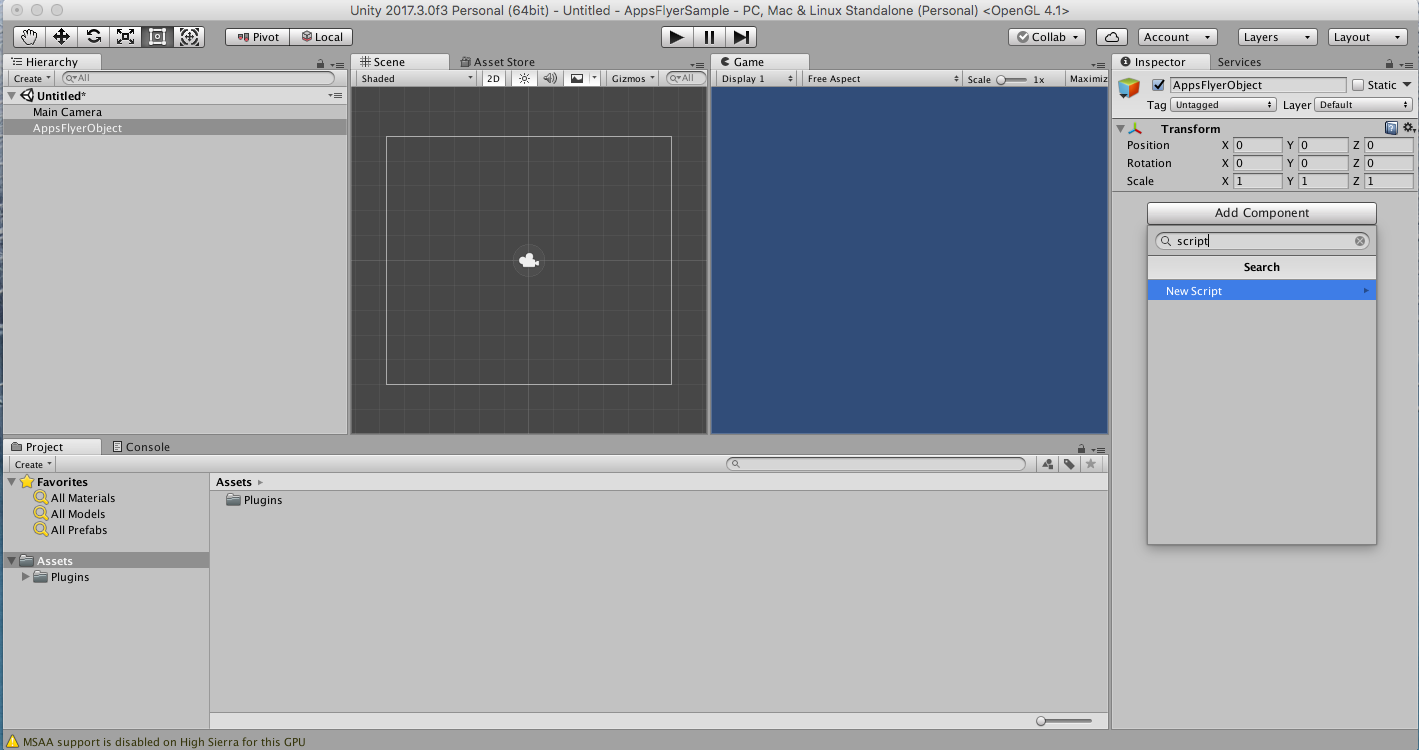 Unity 2017.3.0f3 Personal (64bit) - Untitled - AppsFlyerSample - PC, Mac & Linux Standalone (Personal) <OpenGL 4.1>
Pivot Local Collab Account Layers Layout
Hierarchy
Create All
Untitled*
Main Camera
AppsFlyerObject
Scene Asset Store
Shaded 2D Gizmos All
Game
Display 1 Free Aspect Scale 1x Maximiz
Inspector Services
AppsFlyerObject Static
Tag Untagged Layer Default
Transform
Position X 0 Y 0 Z 0
Rotation X 0 Y 0 Z 0
Scale X 1 Y 1 Z 1
Add Component
script
Search
New Script
Project Console
Create
Favorites
All Materials
All Models
All Prefabs
Assets
Plugins
Assets
Plugins
MSAA support is disabled on High Sierra for this GPU